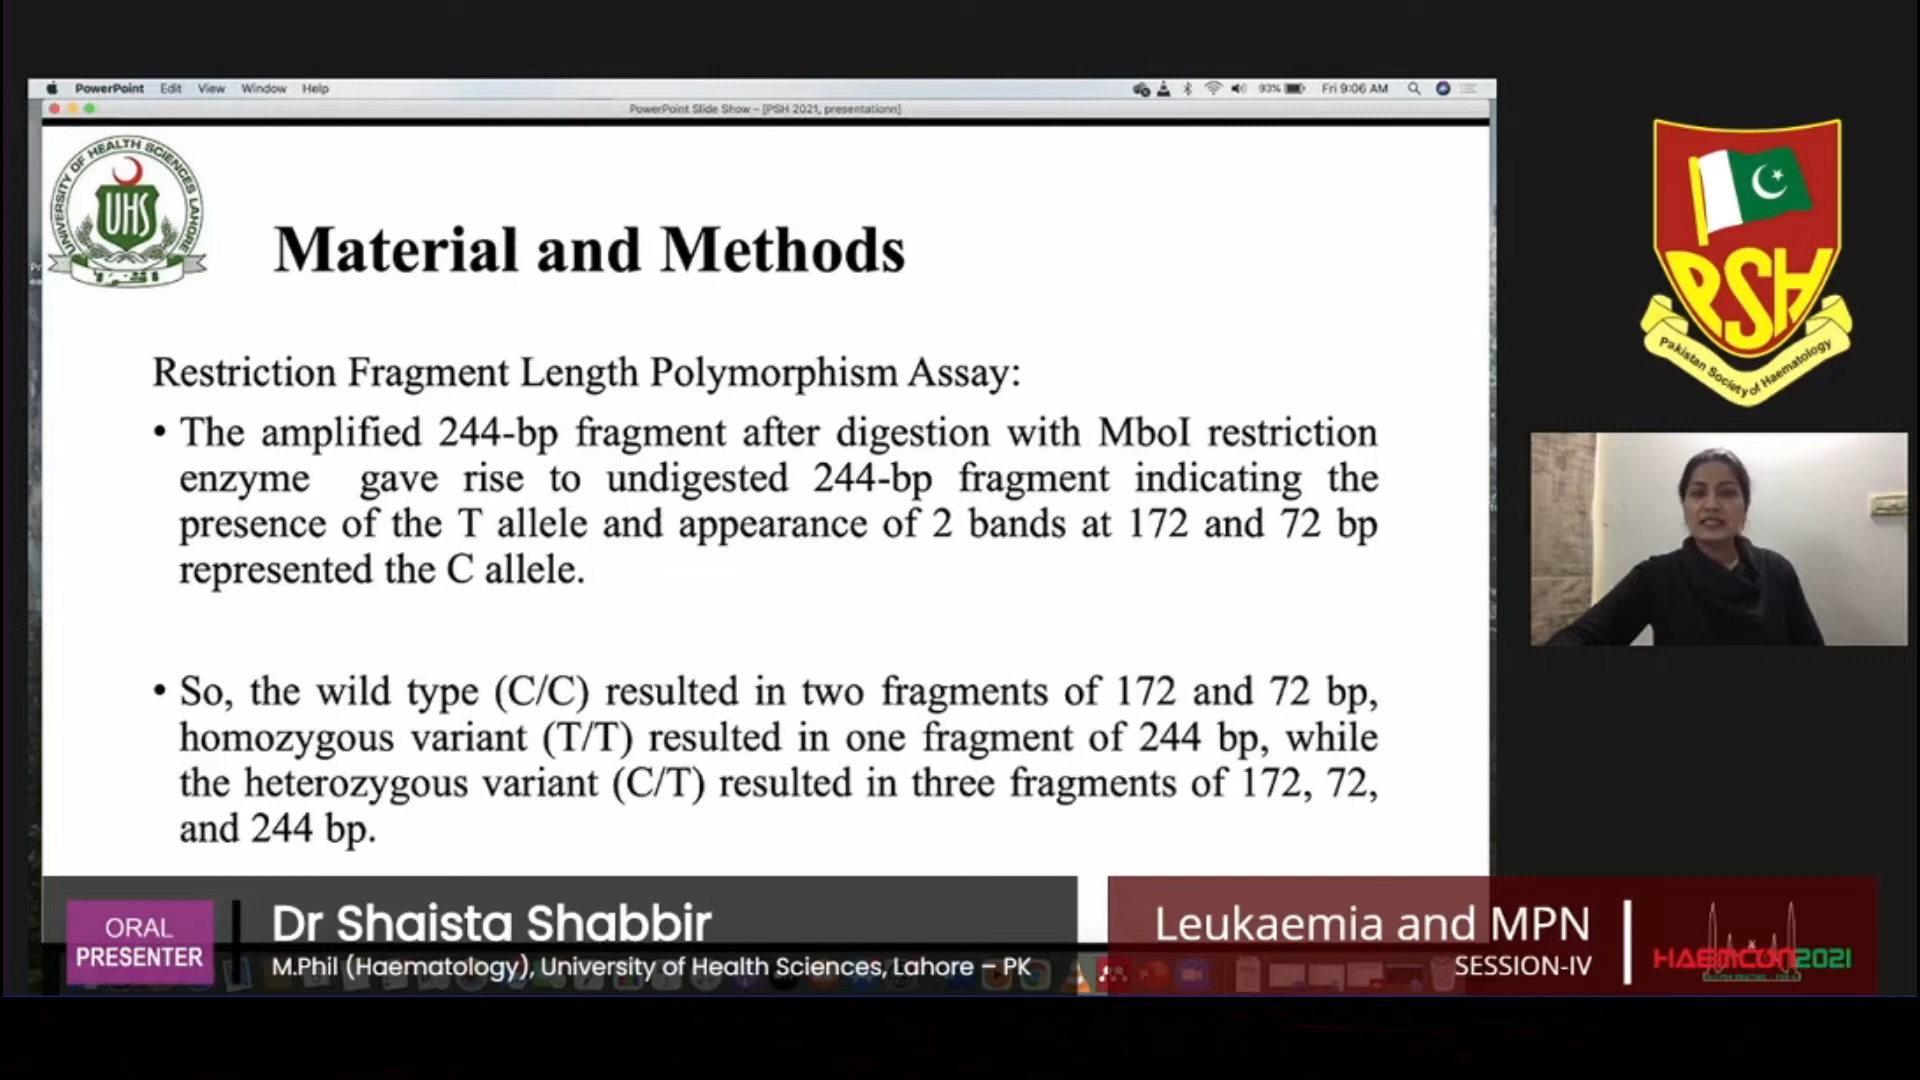 PowerPoint Edit View Window Help
93% Fri 9:06 AM
PowerPoint Slide Show - [PSH 2021, presentationn]
UNIVERSITY OF HEALTH SCIENCES LAHORE
UHS
Material and Methods
Restriction Fragment Length Polymorphism Assay:
• The amplified 244-bp fragment after digestion with MboI restriction
enzyme gave rise to undigested 244-bp fragment indicating the
presence of the T allele and appearance of 2 bands at 172 and 72 bp
represented the C allele.
• So, the wild type (C/C) resulted in two fragments of 172 and 72 bp,
homozygous variant (T/T) resulted in one fragment of 244 bp, while
the heterozygous variant (C/T) resulted in three fragments of 172, 72,
and 244 bp.
PSH
Pakistan Society of Haematology
ORAL
PRESENTER
Dr Shaista Shabbir
M.Phil (Haematology), University of Health Sciences, Lahore – PK
Leukaemia and MPN
SESSION-IV
HAEMCON2021